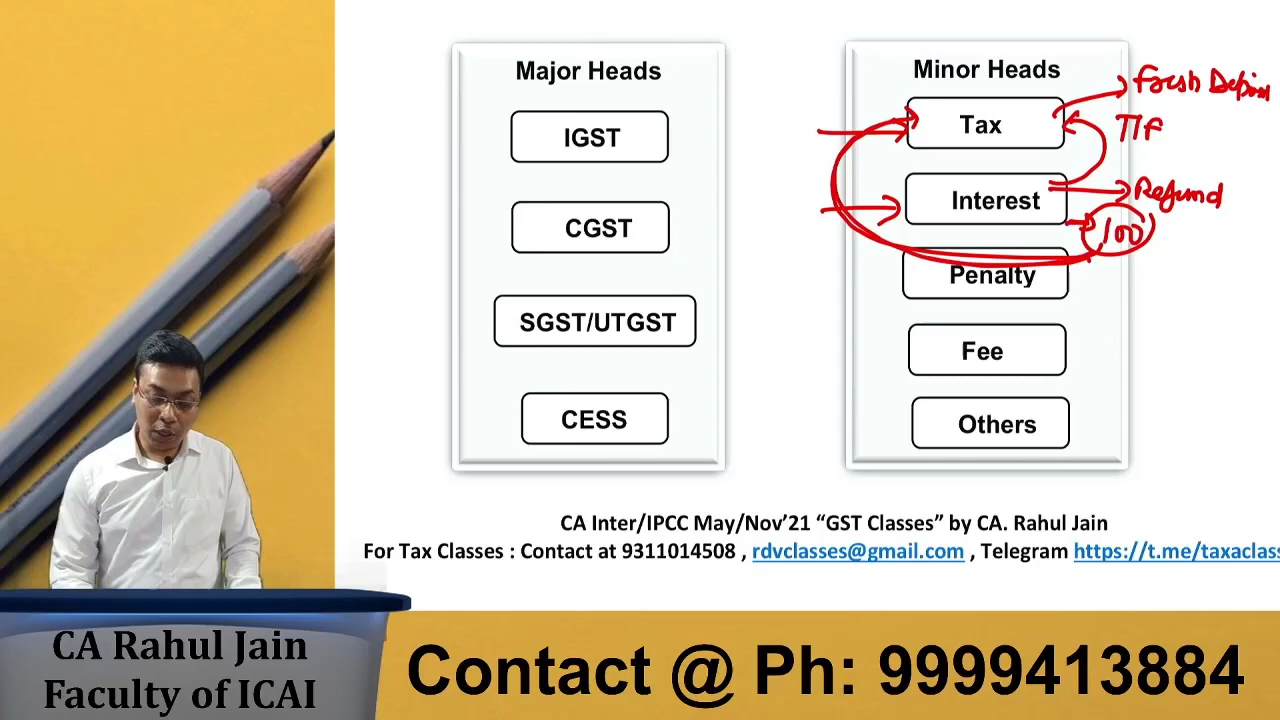 Major Heads
IGST
CGST
SGST/UTGST
CESS
Minor Heads
Tax
Interest
Penalty
Fee
Others
Fresh
T/F
Refund
100
CA Inter/IPCC May/Nov’21 “GST Classes” by CA. Rahul Jain
For Tax Classes : Contact at 9311014508 , rdvclasses@gmail.com , Telegram https://t.me/taxaclass
CA Rahul Jain
Faculty of ICAI
Contact @ Ph: 9999413884